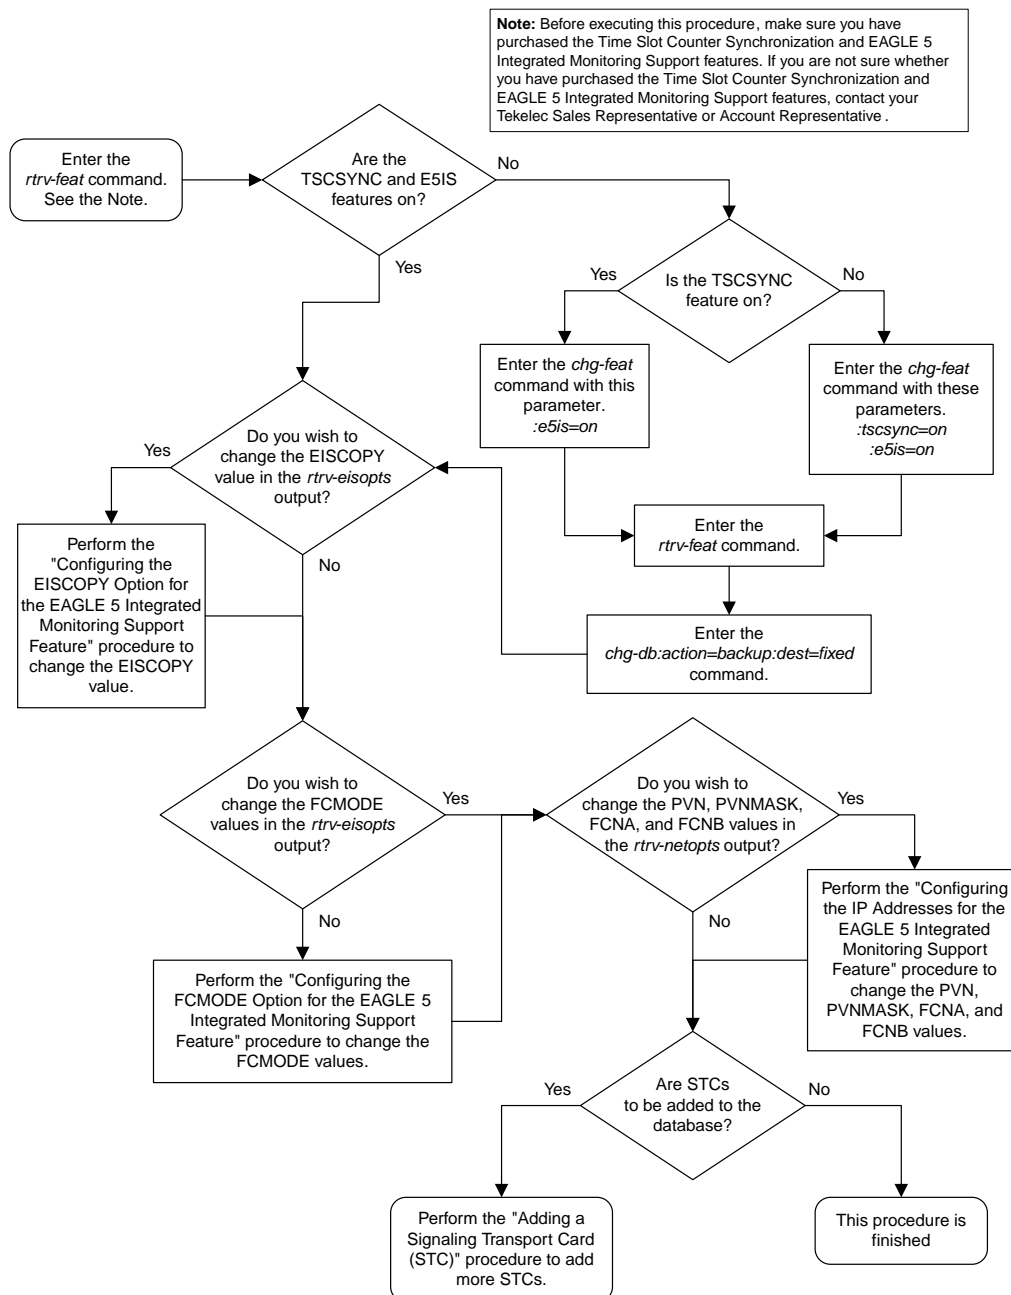 Note: Before executing this procedure, make sure you have
purchased the Time Slot Counter Synchronization and EAGLE 5
Integrated Monitoring Support features. If you are not sure whether
you have purchased the Time Slot Counter Synchronization and
EAGLE 5 Integrated Monitoring Support features, contact your
Tekelec Sales Representative or Account Representative .
Enter the
rtrv-feat command.
See the Note.
Are the
TSCSYNC and E5IS
features on?
No
Yes
Is the TSCSYNC
feature on?
Yes
No
Enter the chg-feat
command with this
parameter.
:e5is=on
Enter the chg-feat
command with these
parameters.
:tscsync=on
:e5is=on
Enter the
rtrv-feat command.
Enter the
chg-db:action=backup:dest=fixed
command.
Do you wish to
change the EISCOPY
value in the rtrv-eisopts
output?
Yes
No
Perform the
"Configuring the
EISCOPY Option for
the EAGLE 5 Integrated
Monitoring Support
Feature" procedure to
change the EISCOPY
value.
Do you wish to
change the FCMODE
values in the rtrv-eisopts
output?
Yes
No
Perform the "Configuring the
FCMODE Option for the EAGLE 5
Integrated Monitoring Support
Feature" procedure to change the
FCMODE values.
Do you wish to
change the PVN, PVNMASK,
FCNA, and FCNB values in
the rtrv-netopts output?
Yes
No
Perform the "Configuring
the IP Addresses for the
EAGLE 5 Integrated
Monitoring Support
Feature" procedure to
change the PVN,
PVNMASK, FCNA, and
FCNB values.
Are STCs
to be added to the
database?
Yes
No
Perform the "Adding a
Signaling Transport Card
(STC)" procedure to add
more STCs.
This procedure is
finished